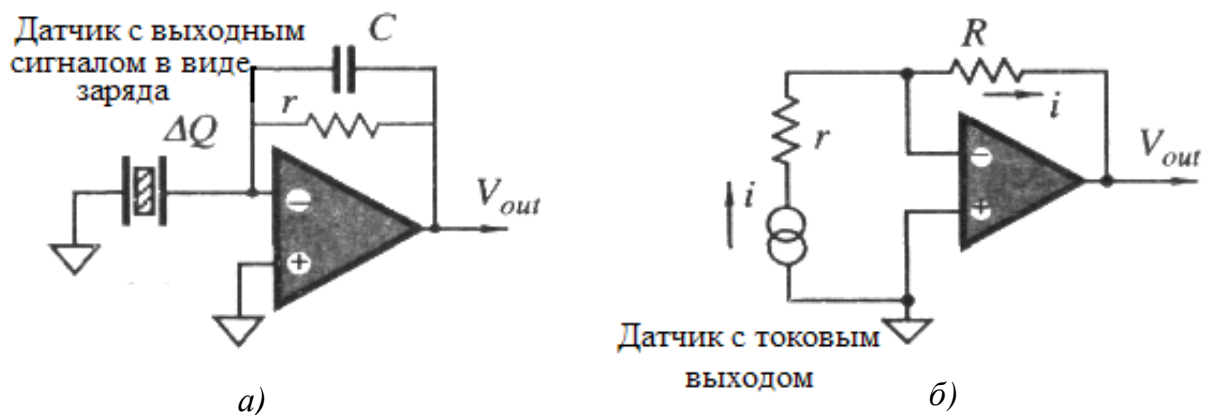 Датчик с выходным
сигналом в виде
заряда
C
r
ΔQ
−
+
V_out
а)
R
i
r
i
−
+
V_out
Датчик с токовым
выходом
б)